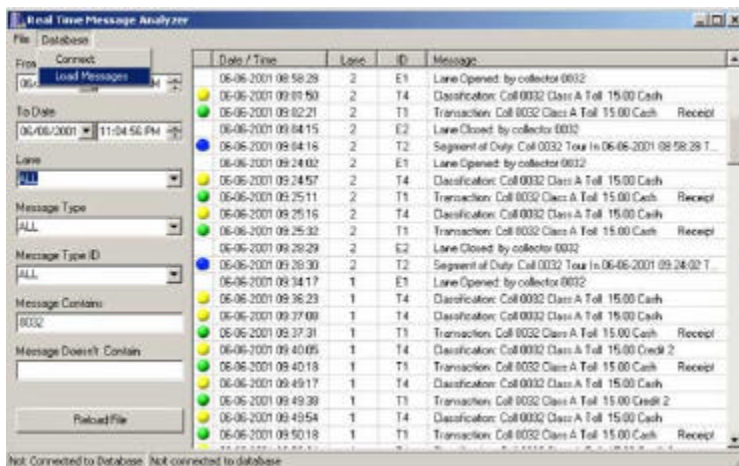 Real Time Message Analyzer
File Database
Connect
Load Messages
From
To Date
06/06/2001 11:04:56 PM
Lane
ALL
Message Type
ALL
Message Type ID
ALL
Message Contains
0032
Message Doesn't Contain
Reload File
Date / Time Lane ID Message
06-06-2001 08:58:28 2 E1 Lane Opened: by collector 0032
06-06-2001 09:01:50 2 T4 Classification: Coll 0032 Class A Toll 15.00 Cash
06-06-2001 09:02:21 2 T1 Transaction: Coll 0032 Class A Toll 15.00 Cash Receipt
06-06-2001 09:04:15 2 E2 Lane Closed: by collector 0032
06-06-2001 09:04:16 2 T2 Segment of Duty: Coll 0032 Tour In 06-06-2001 08:58:28 T...
06-06-2001 09:24:02 2 E1 Lane Opened: by collector 0032
06-06-2001 09:24:57 2 T4 Classification: Coll 0032 Class A Toll 15.00 Cash
06-06-2001 09:25:11 2 T1 Transaction: Coll 0032 Class A Toll 15.00 Cash Receipt
06-06-2001 09:25:16 2 T4 Classification: Coll 0032 Class A Toll 15.00 Cash
06-06-2001 09:25:32 2 T1 Transaction: Coll 0032 Class A Toll 15.00 Cash Receipt
06-06-2001 09:28:29 2 E2 Lane Closed: by collector 0032
06-06-2001 09:28:30 2 T2 Segment of Duty: Coll 0032 Tour In 06-06-2001 09:24:02 T...
06-06-2001 09:34:17 1 E1 Lane Opened: by collector 0032
06-06-2001 09:36:23 1 T4 Classification: Coll 0032 Class A Toll 15.00 Cash
06-06-2001 09:37:08 1 T4 Classification: Coll 0032 Class A Toll 15.00 Cash
06-06-2001 09:37:31 1 T1 Transaction: Coll 0032 Class A Toll 15.00 Cash Receipt
06-06-2001 09:40:05 1 T4 Classification: Coll 0032 Class A Toll 15.00 Credit 2
06-06-2001 09:40:18 1 T1 Transaction: Coll 0032 Class A Toll 15.00 Cash Receipt
06-06-2001 09:49:17 1 T4 Classification: Coll 0032 Class A Toll 15.00 Cash
06-06-2001 09:49:38 1 T1 Transaction: Coll 0032 Class A Toll 15.00 Credit 2
06-06-2001 09:49:54 1 T4 Classification: Coll 0032 Class A Toll 15.00 Cash
06-06-2001 09:50:18 1 T1 Transaction: Coll 0032 Class A Toll 15.00 Cash Receipt
Not Connected to Database Not connected to database